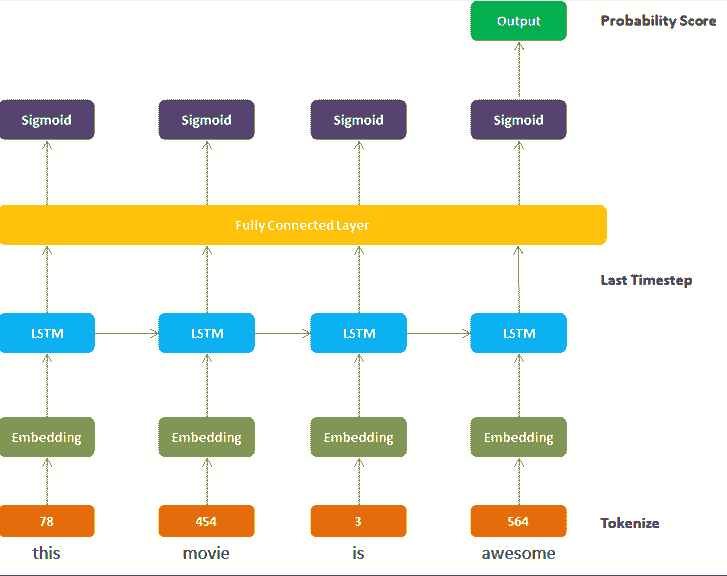 Output Probability Score
Sigmoid Sigmoid Sigmoid Sigmoid
Fully Connected Layer
Last Timestep
LSTM LSTM LSTM LSTM
Embedding Embedding Embedding Embedding
78 454 3 564 Tokenize
this movie is awesome